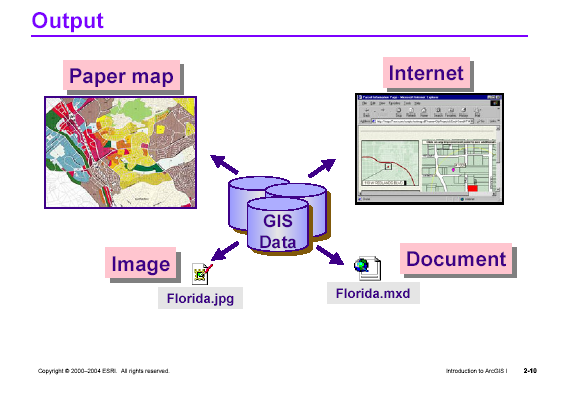 Output
Paper map
Internet
GIS
Data
Image
Document
Florida.jpg
Florida.mxd
Copyright © 2000–2004 ESRI. All rights reserved.
Introduction to ArcGIS I
2-10